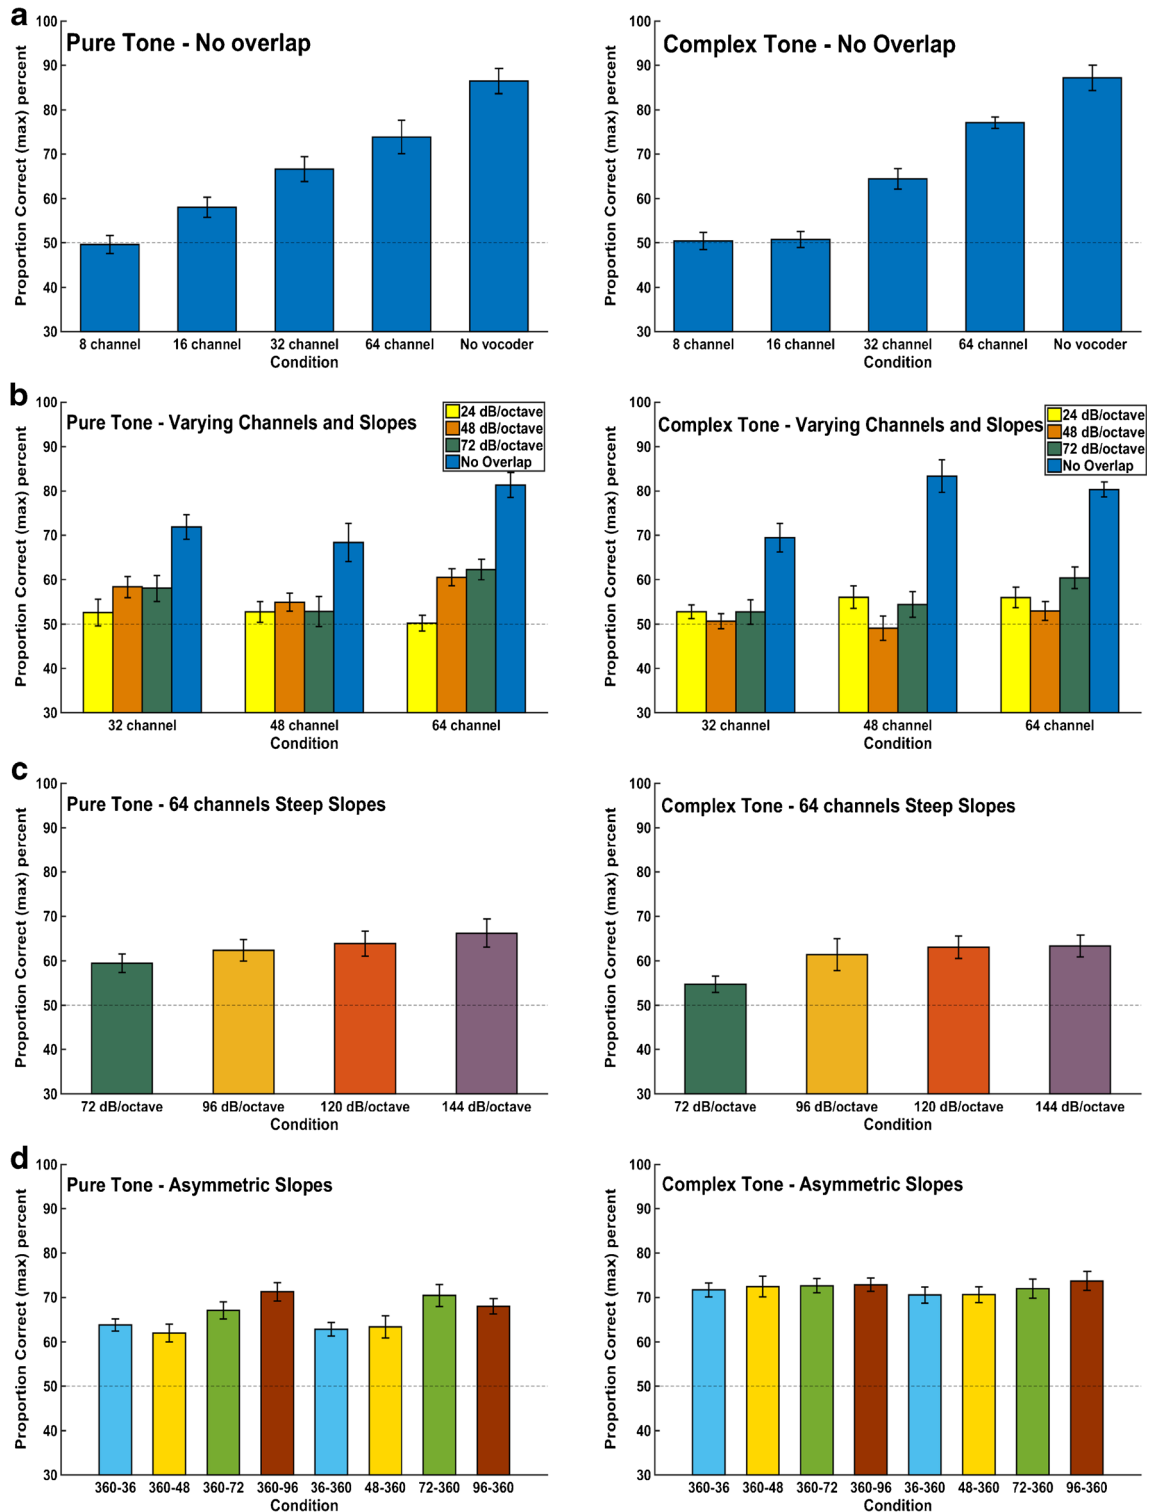 a
Pure Tone - No overlap
Proportion Correct (max) percent
100
90
80
70
60
50
40
30
8 channel 16 channel 32 channel 64 channel No vocoder
Condition
Complex Tone - No Overlap
Proportion Correct (max) percent
100
90
80
70
60
50
40
30
8 channel 16 channel 32 channel 64 channel No vocoder
Condition
b
Pure Tone - Varying Channels and Slopes
24 dB/octave
48 dB/octave
72 dB/octave
No Overlap
Proportion Correct (max) percent
100
90
80
70
60
50
40
30
32 channel 48 channel 64 channel
Condition
Complex Tone - Varying Channels and Slopes
24 dB/octave
48 dB/octave
72 dB/octave
No Overlap
Proportion Correct (max) percent
100
90
80
70
60
50
40
30
32 channel 48 channel 64 channel
Condition
c
Pure Tone - 64 channels Steep Slopes
Proportion Correct (max) percent
100
90
80
70
60
50
40
30
72 dB/octave 96 dB/octave 120 dB/octave 144 dB/octave
Condition
Complex Tone - 64 channels Steep Slopes
Proportion Correct (max) percent
100
90
80
70
60
50
40
30
72 dB/octave 96 dB/octave 120 dB/octave 144 dB/octave
Condition
d
Pure Tone - Asymmetric Slopes
Proportion Correct (max) percent
100
90
80
70
60
50
40
30
360-36 360-48 360-72 360-96 36-360 48-360 72-360 96-360
Condition
Complex Tone - Asymmetric Slopes
Proportion Correct (max) percent
100
90
80
70
60
50
40
30
360-36 360-48 360-72 360-96 36-360 48-360 72-360 96-360
Condition